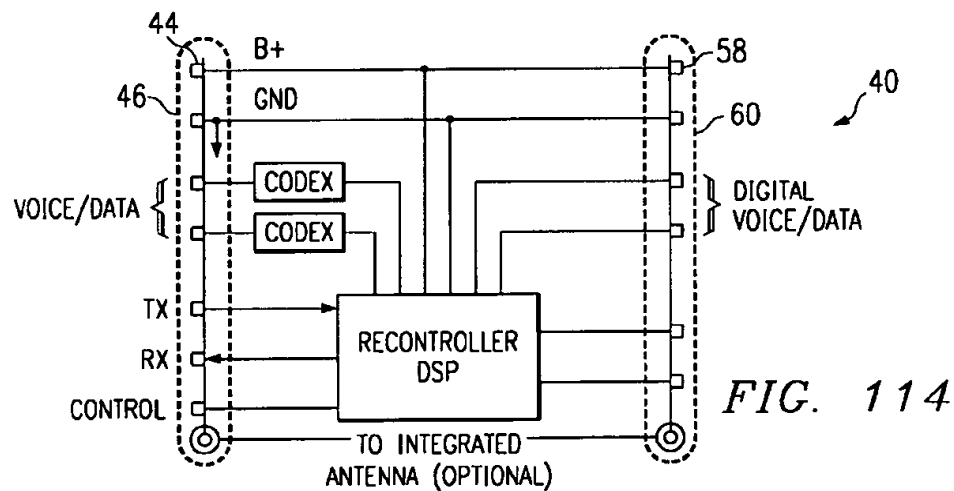 44
B+
58
46
GND
60
40
CODEX
VOICE/DATA
CODEX
DIGITAL
VOICE/DATA
TX
RECONTROLLER
DSP
RX
CONTROL
FIG. 114
TO INTEGRATED
ANTENNA (OPTIONAL)